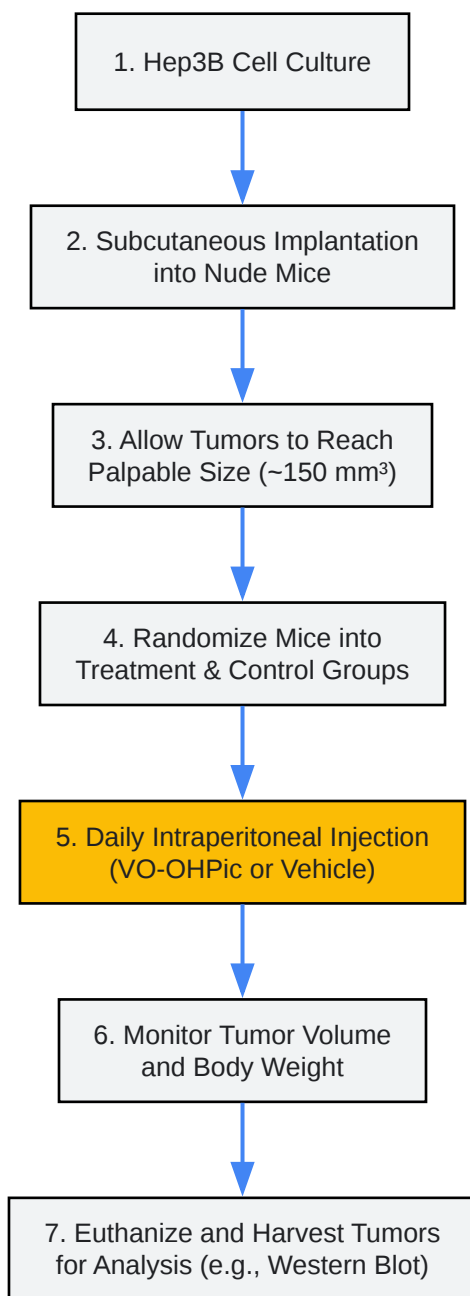 1. Hep3B Cell Culture
2. Subcutaneous Implantation
into Nude Mice
3. Allow Tumors to Reach
Palpable Size (~150 mm³)
4. Randomize Mice into
Treatment & Control Groups
5. Daily Intraperitoneal Injection
(VO-OHPic or Vehicle)
6. Monitor Tumor Volume
and Body Weight
7. Euthanize and Harvest Tumors
for Analysis (e.g., Western Blot)